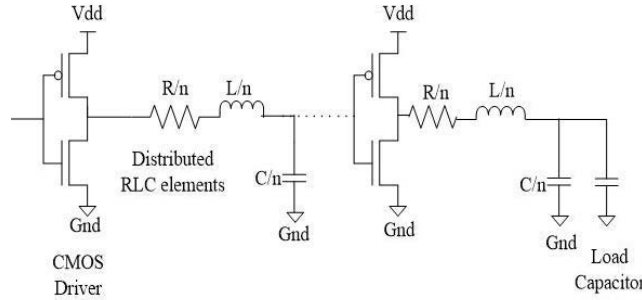 Vdd
Vdd
R/n
L/n
R/n
L/n
Distributed
RLC elements
C/n
C/n
Gnd
Gnd
Gnd
Gnd
CMOS
Driver
Load
Capacitor